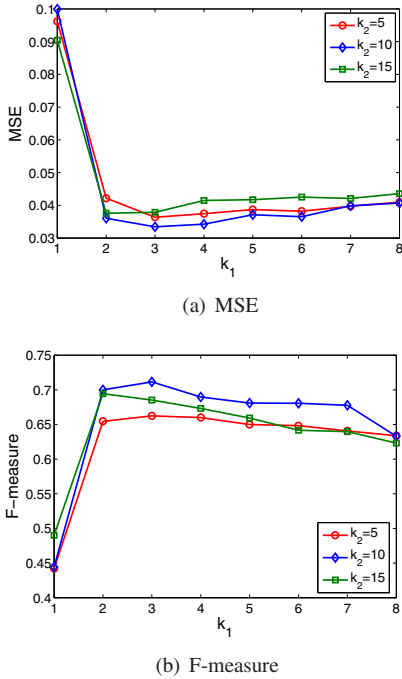 0.1
0.09
0.08
0.07
0.06
0.05
0.04
0.03
MSE
1 2 3 4 5 6 7 8
k1
k2=5
k2=10
k2=15
(a) MSE
0.75
0.7
0.65
0.6
0.55
0.5
0.45
0.4
F−measure
1 2 3 4 5 6 7 8
k1
k2=5
k2=10
k2=15
(b) F-measure